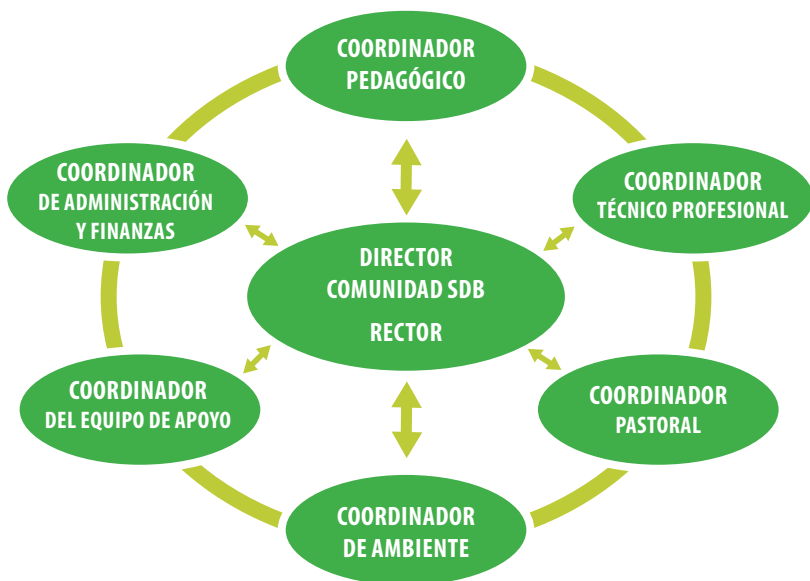 COORDINADOR
PEDAGÓGICO
COORDINADOR
DE ADMINISTRACIÓN
Y FINANZAS
COORDINADOR
TÉCNICO PROFESIONAL
DIRECTOR
COMUNIDAD SDB
RECTOR
COORDINADOR
DEL EQUIPO DE APOYO
COORDINADOR
PASTORAL
COORDINADOR
DE AMBIENTE